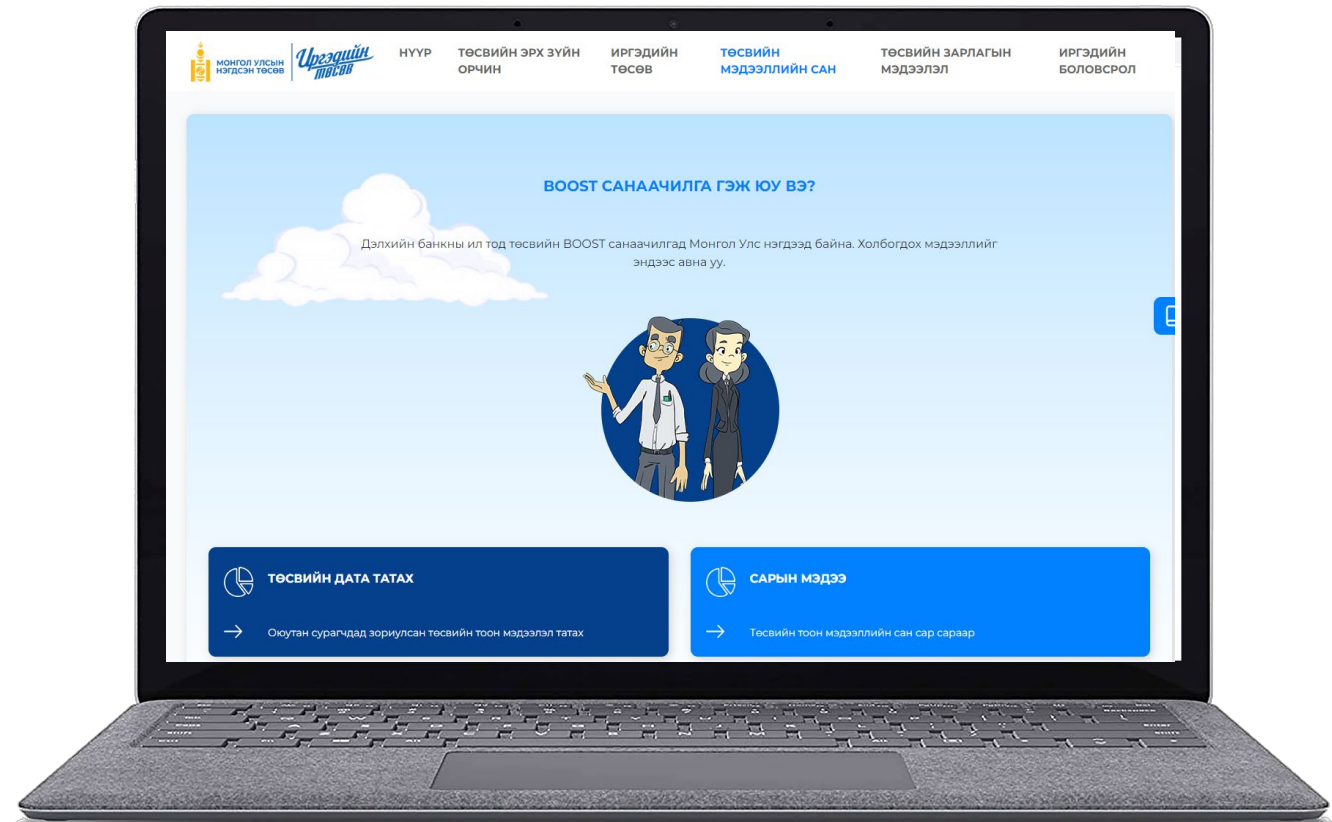 МОНГОЛ УЛСЫН
НЭГДСЭН ТӨСӨВ
Иргэдийн
төсөв
НҮҮР
ТӨСВИЙН ЭРХ ЗҮЙН
ОРЧИН
ИРГЭДИЙН
ТӨСӨВ
ТӨСВИЙН
МЭДЭЭЛЛИЙН САН
ТӨСВИЙН ЗАРЛАГЫН
МЭДЭЭЛЭЛ
ИРГЭДИЙН
БОЛОВСРОЛ
BOOST САНААЧИЛГА ГЭЖ ЮУ ВЭ?
Дэлхийн банкны ил тод төсвийн BOOST санаачилгад Монгол Улс нэгдээд байна. Холбогдох мэдээллийг
эндээс авна уу.
ТӨСВИЙН ДАТА ТАТАХ
Оюутан сурагчдад зориулсан төсвийн тоон мэдээлэл татах
САРЫН МЭДЭЭ
Төсвийн тоон мэдээллийн сан сар сараар